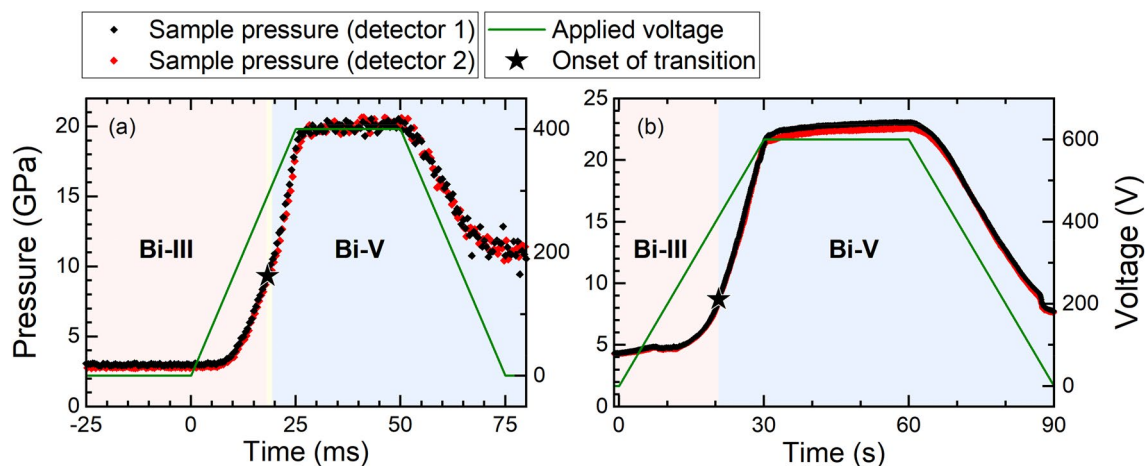 Sample pressure (detector 1)
Sample pressure (detector 2)
Applied voltage
Onset of transition
(a)
Bi-III
Bi-V
20
15
10
5
0
Pressure (GPa)
400
200
0
-25
0
25
50
75
Time (ms)
(b)
Bi-III
Bi-V
25
20
15
10
5
0
600
400
200
0
Voltage (V)
0
30
60
90
Time (s)